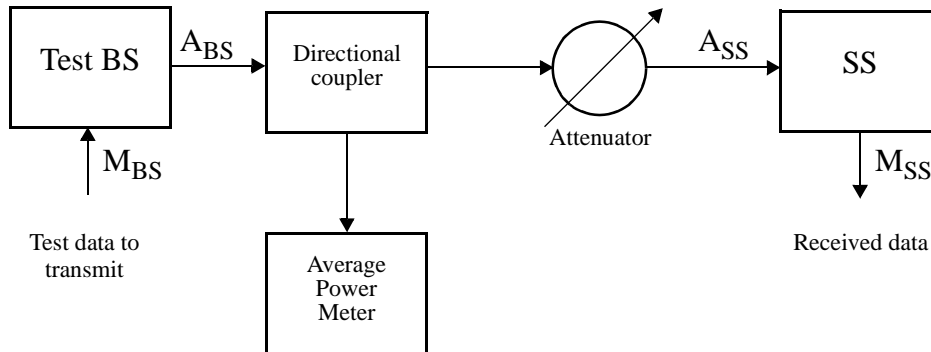 Test BS
A_BS
Directional
coupler
A_SS
SS
Attenuator
M_BS
M_SS
Test data to
transmit
Average
Power
Meter
Received data